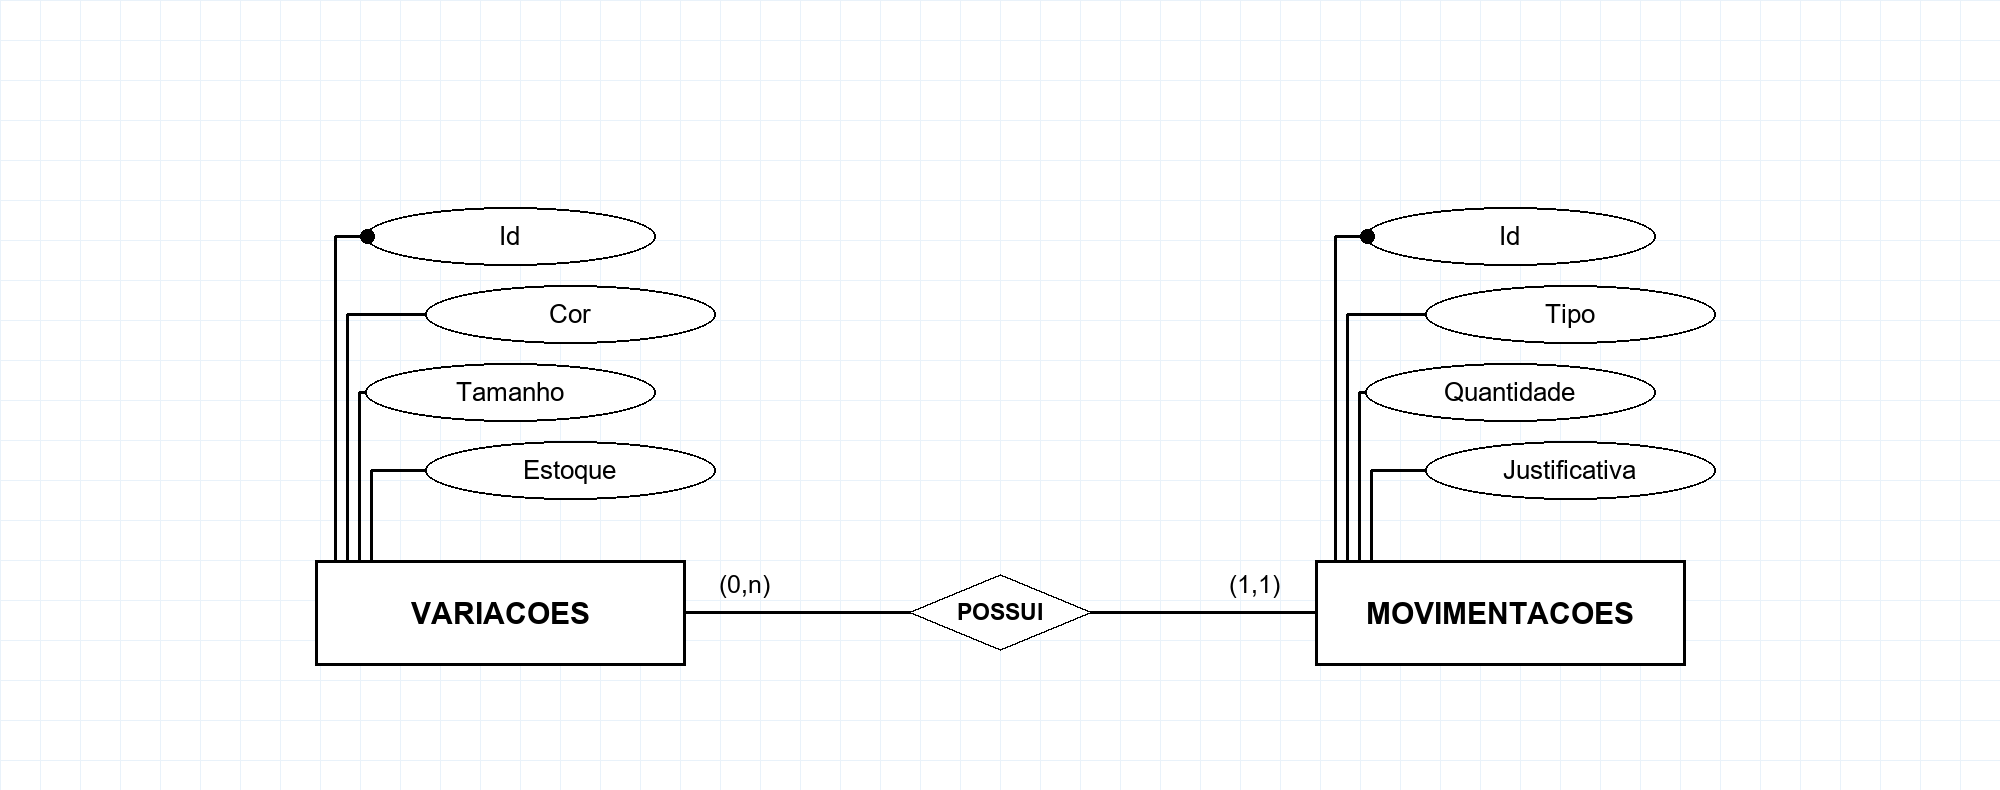 Id
Cor
Tamanho
Estoque
VARIACOES
(0,n)
POSSUI
(1,1)
Id
Tipo
Quantidade
Justificativa
MOVIMENTACOES